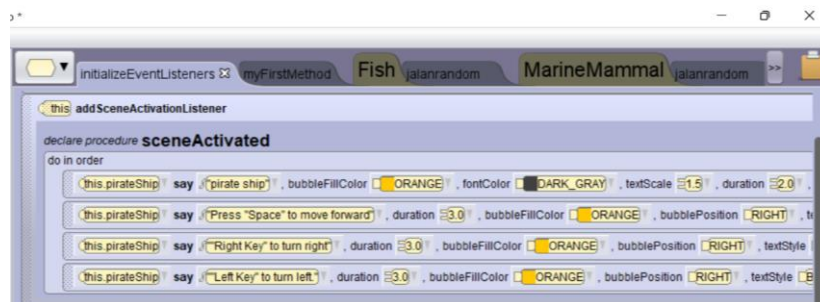 initializeEventListeners myFirstMethod Fish jalanrandom MarineMammal jalanrandom >>
this addSceneActivationListener
declare procedure sceneActivated
do in order
this.pirateShip say "pirate ship" , bubbleFillColor ORANGE , fontColor DARK_GRAY , textScale 1.5 , duration 2.0 ,
this.pirateShip say "Press "Space" to move forward" , duration 3.0 , bubbleFillColor ORANGE , bubblePosition RIGHT , te
this.pirateShip say ""Right Key" to turn right" , duration 3.0 , bubbleFillColor ORANGE , bubblePosition RIGHT , textStyle
this.pirateShip say ""Left Key" to turn left." , duration 3.0 , bubbleFillColor ORANGE , bubblePosition RIGHT , textStyle B